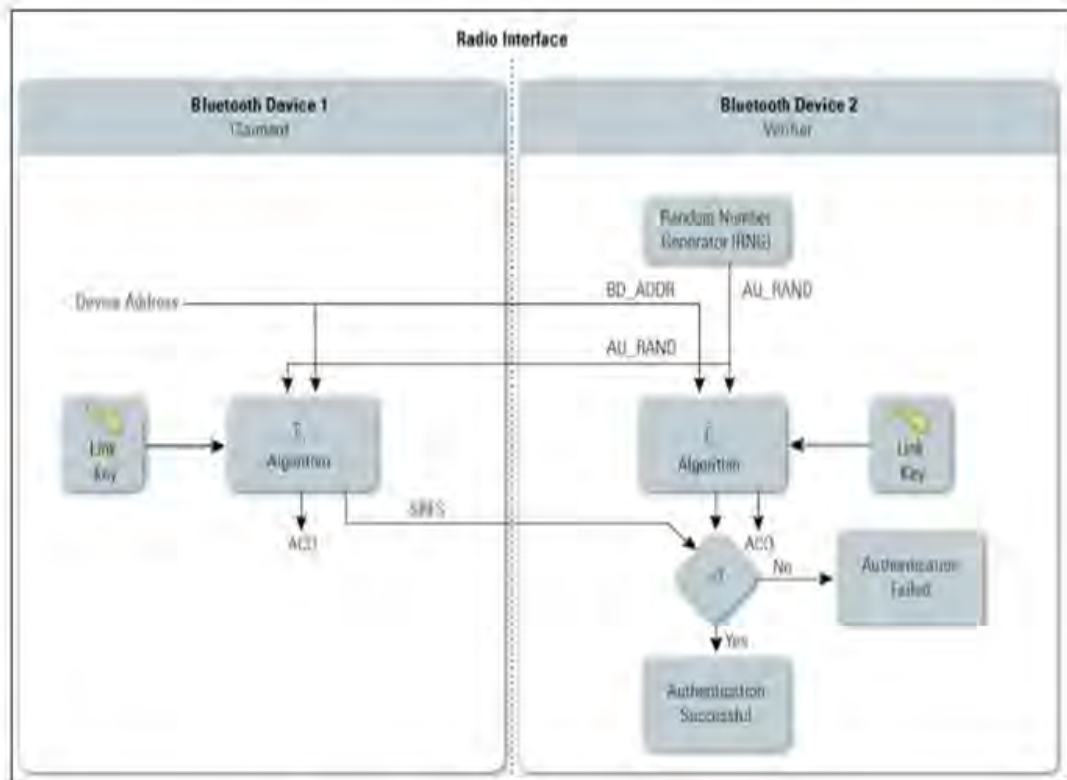 Radio Interface
Bluetooth Device 1
Claimant
Bluetooth Device 2
Verifier
Random Number
Generator (RNG)
Device Address
BD_ADDR
AU_RAND
AU_RAND
Link
Key
Algorithm
Algorithm
Link
Key
SRES
ACO
ACO
=?
No
Authentication
Failed
Yes
Authentication
Successful